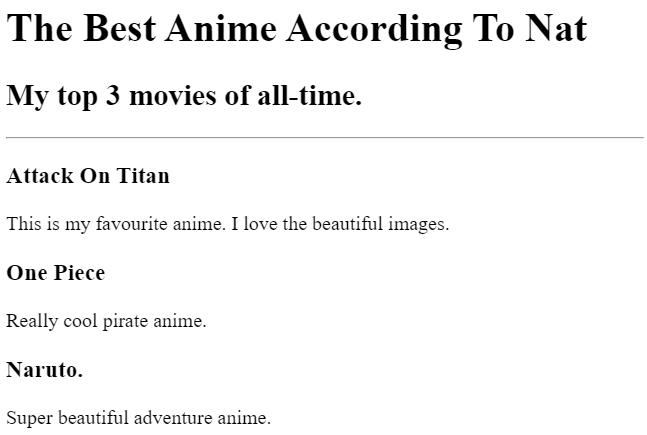 The Best Anime According To Nat
My top 3 movies of all-time.
Attack On Titan
This is my favourite anime. I love the beautiful images.
One Piece
Really cool pirate anime.
Naruto.
Super beautiful adventure anime.